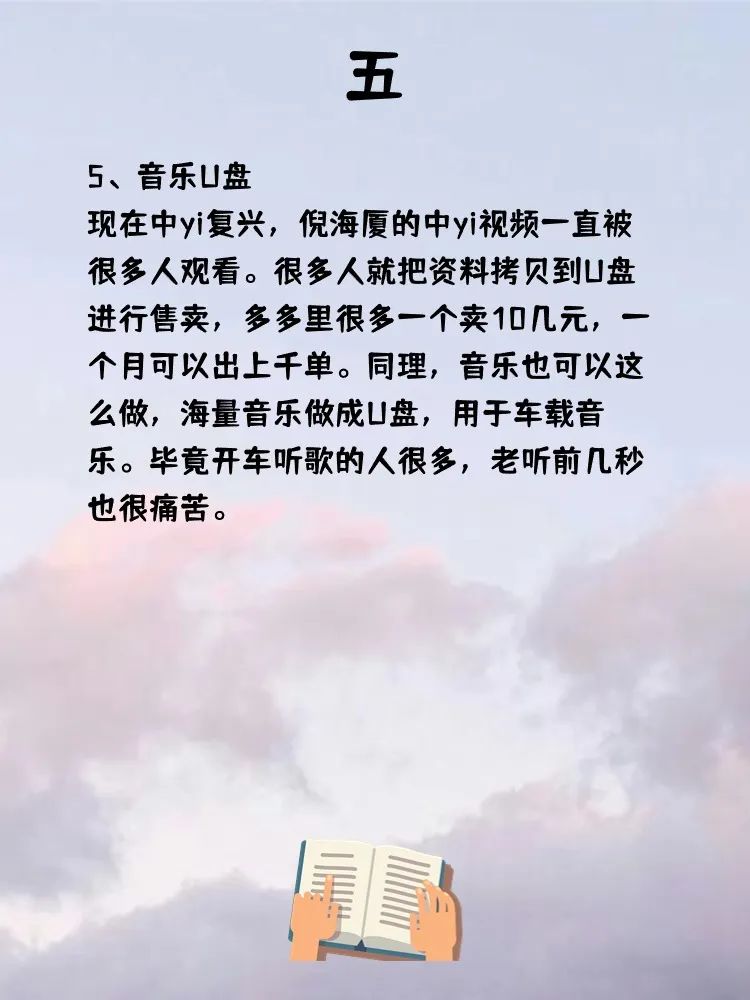 五
5、音乐U盘
现在中yi复兴，倪海厦的中yi视频一直被
很多人观看。很多人就把资料拷贝到U盘
进行售卖，多多里很多一个卖10几元，一
个月可以出上千单。同理，音乐也可以这
么做，海量音乐做成U盘，用于车载音
乐。毕竟开车听歌的人很多，老听前几秒
也很痛苦。